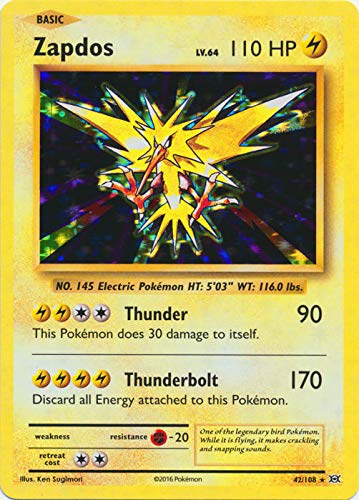 BASIC
Zapdos LV.64 110 HP
NO. 145 Electric Pokémon HT: 5'03" WT: 116.0 lbs.
Thunder 90
This Pokémon does 30 damage to itself.
Thunderbolt 170
Discard all Energy attached to this Pokémon.
weakness resistance -20
retreat
cost
One of the legendary bird Pokémon.
While it is flying, it makes crackling
and snapping sounds.
Illus. Ken Sugimori ©2016 Pokémon 42/108 ★ XY